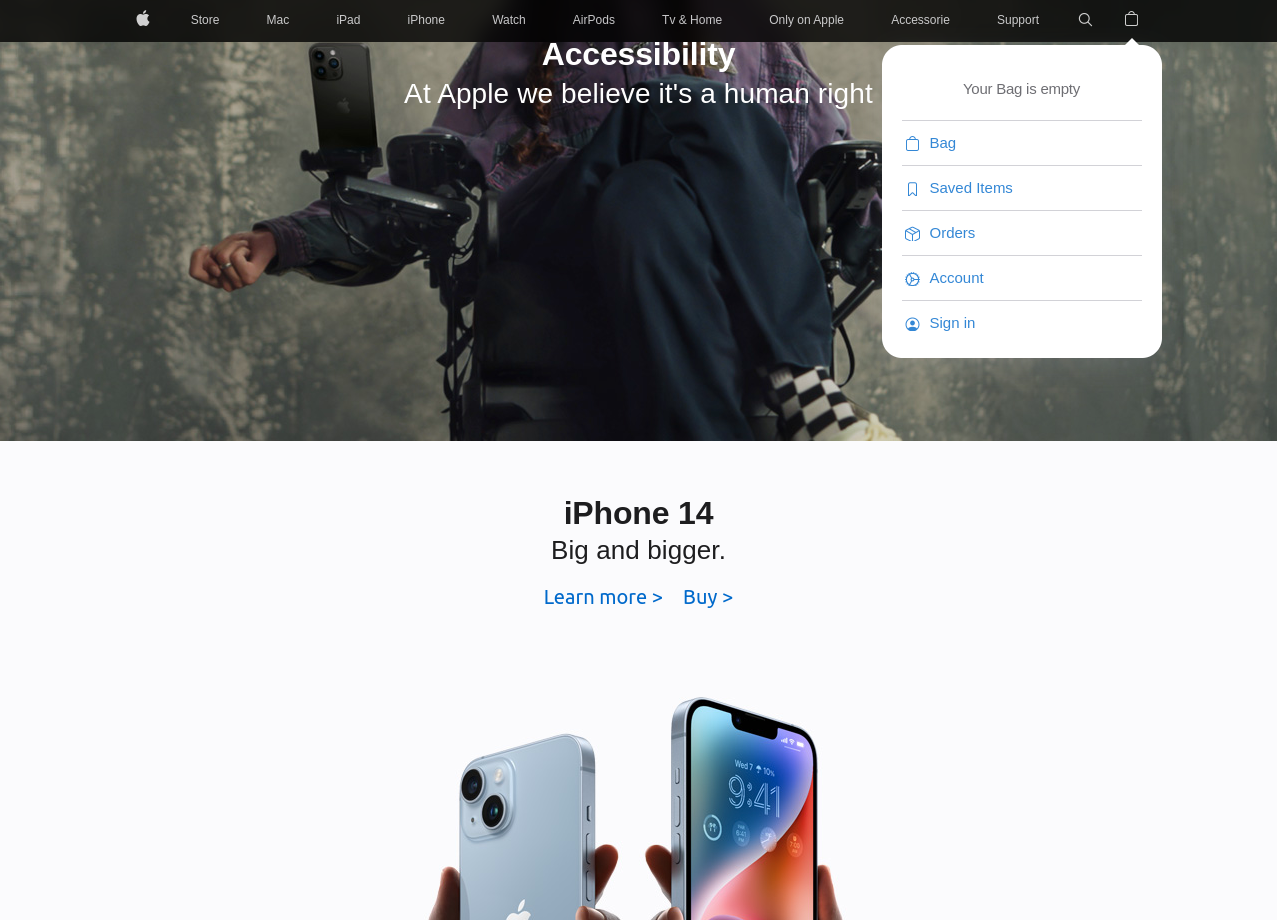 Store
Mac
iPad
iPhone
Watch
AirPods
Tv & Home
Only on Apple
Accessorie
Support
Accessibility
At Apple we believe it's a human right
Your Bag is empty
Bag
Saved Items
Orders
Account
Sign in
iPhone 14
Big and bigger.
Learn more >
Buy >
Wed 7 10%
9:41